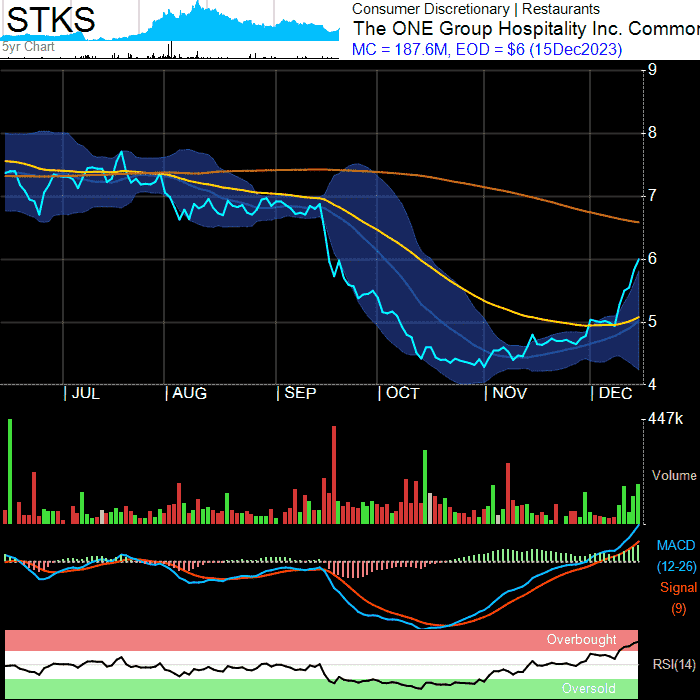 STKS
5yr Chart
Consumer Discretionary | Restaurants
The ONE Group Hospitality Inc. Common
MC = 187.6M, EOD = $6 (15Dec2023)
9
8
7
6
5
4
| JUL | AUG | SEP | OCT | NOV | DEC
447k
Volume
MACD
(12-26)
Signal
(9)
Overbought
RSI(14)
Oversold